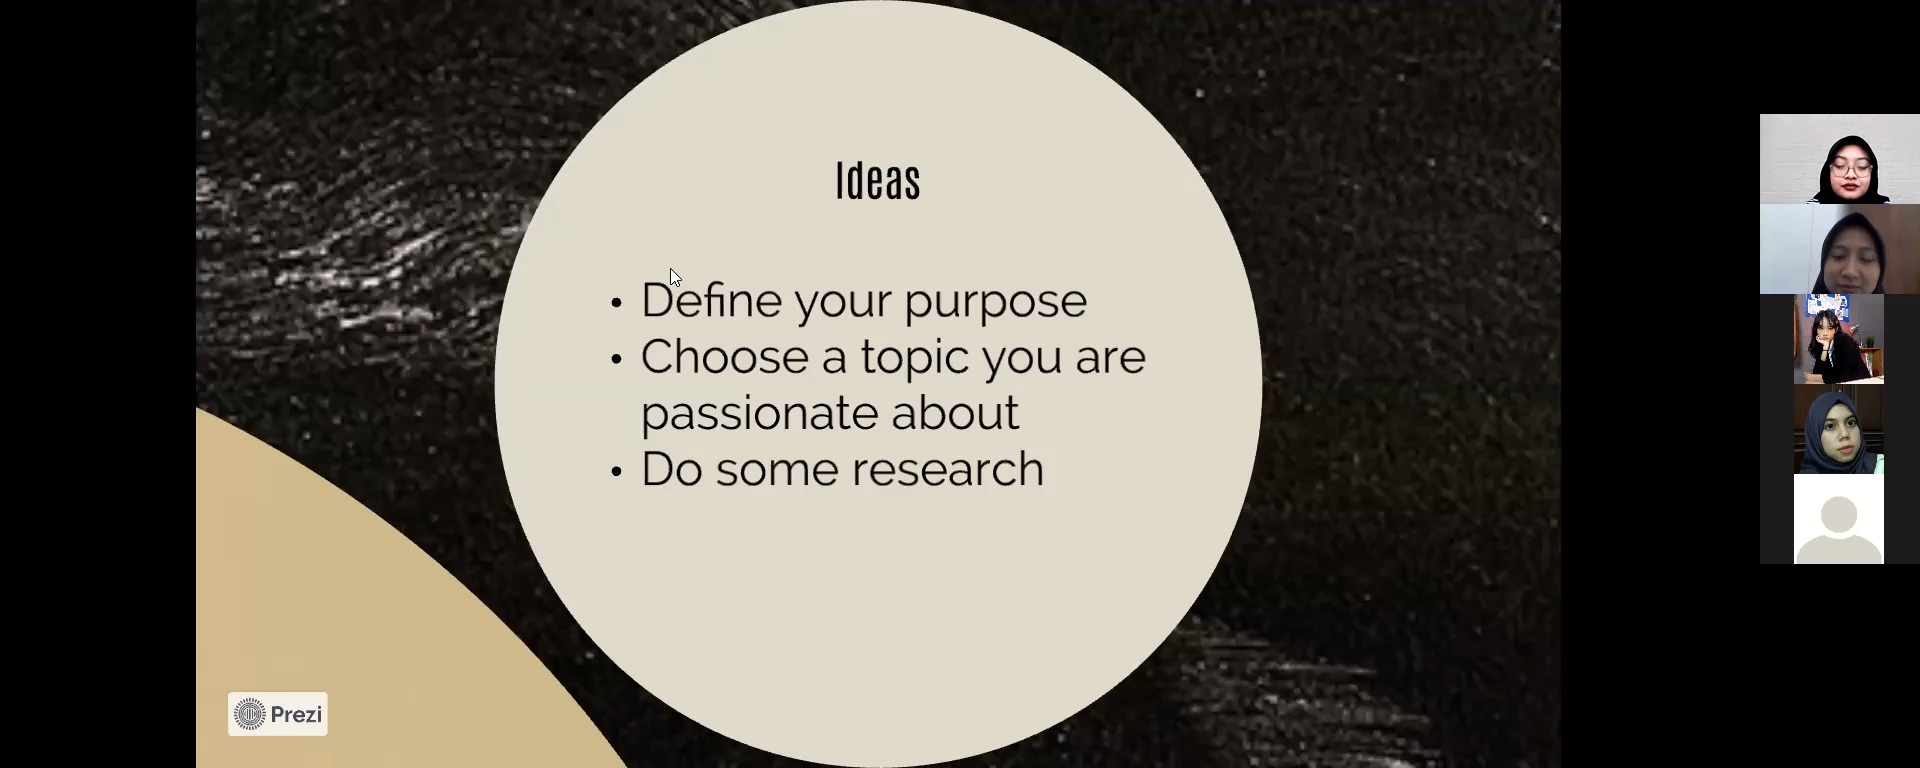 Ideas
• Define your purpose
• Choose a topic you are
passionate about
• Do some research
Prezi